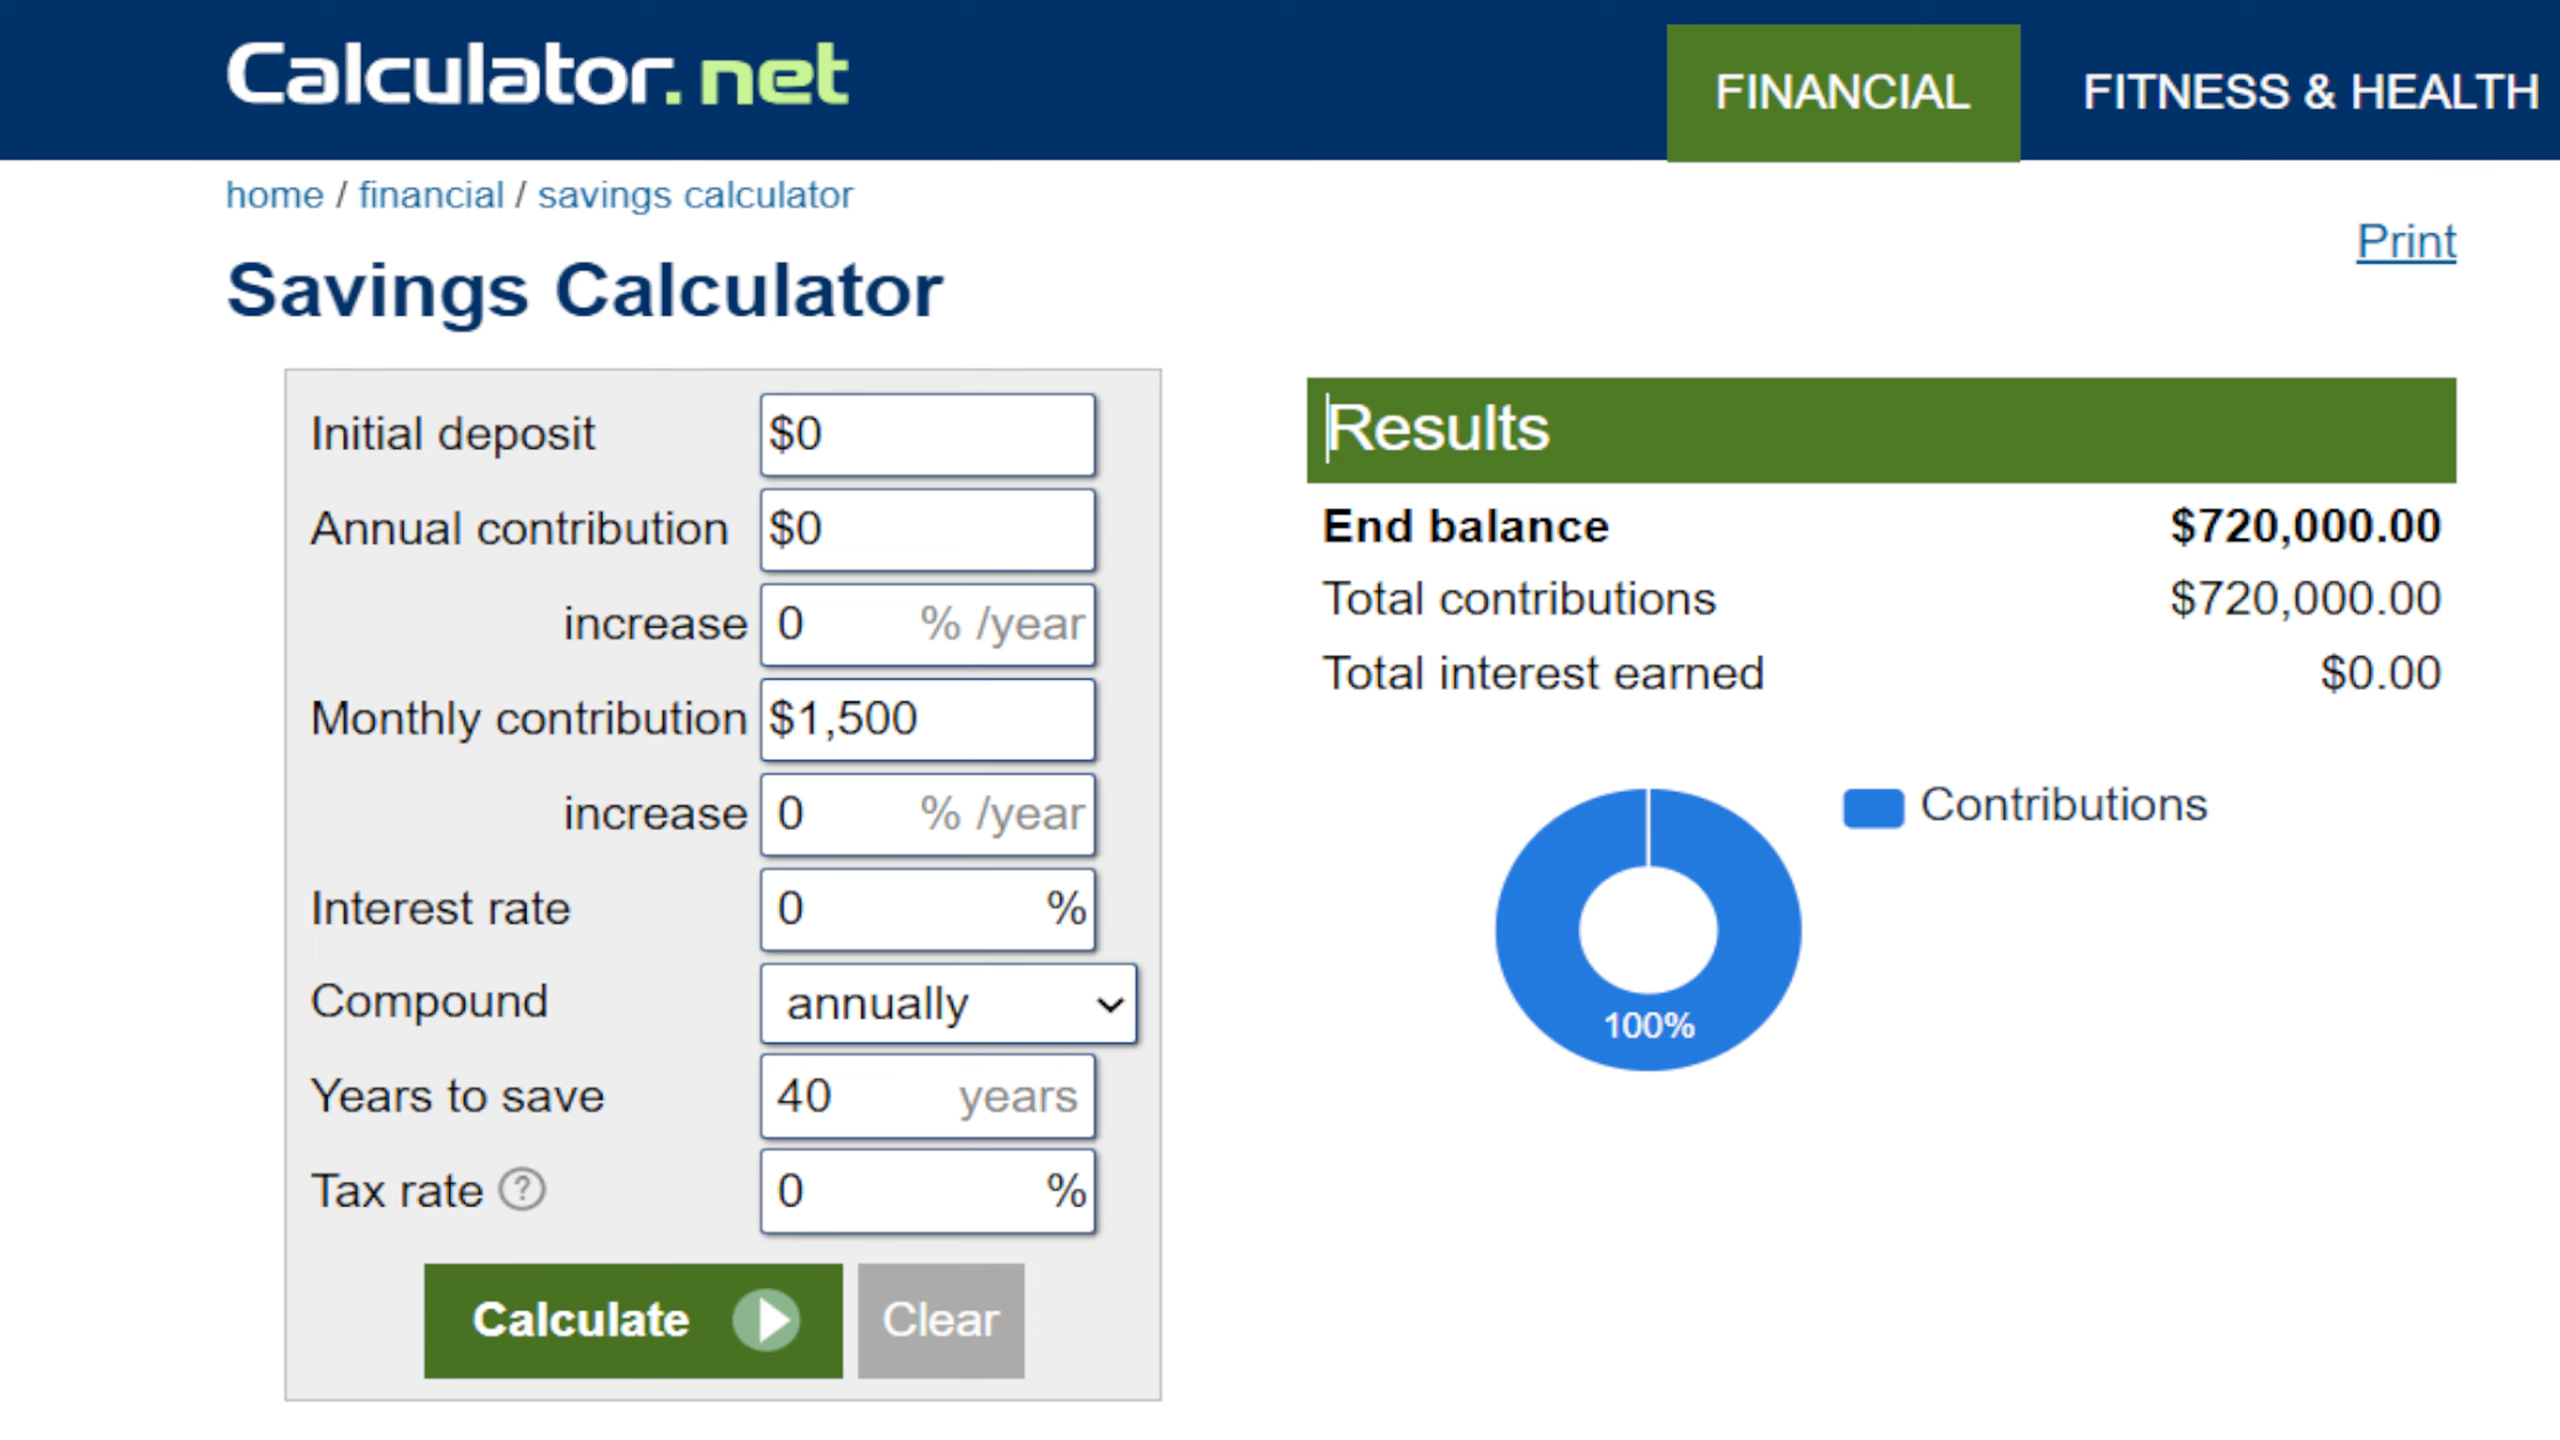 Calculator.net
FINANCIAL
FITNESS & HEALTH
home / financial / savings calculator
Print
Savings Calculator
Initial deposit $0
Annual contribution $0
increase 0 % /year
Monthly contribution $1,500
increase 0 % /year
Interest rate 0 %
Compound annually
Years to save 40 years
Tax rate ? 0 %
Calculate
Clear
Results
End balance $720,000.00
Total contributions $720,000.00
Total interest earned $0.00
Contributions
100%